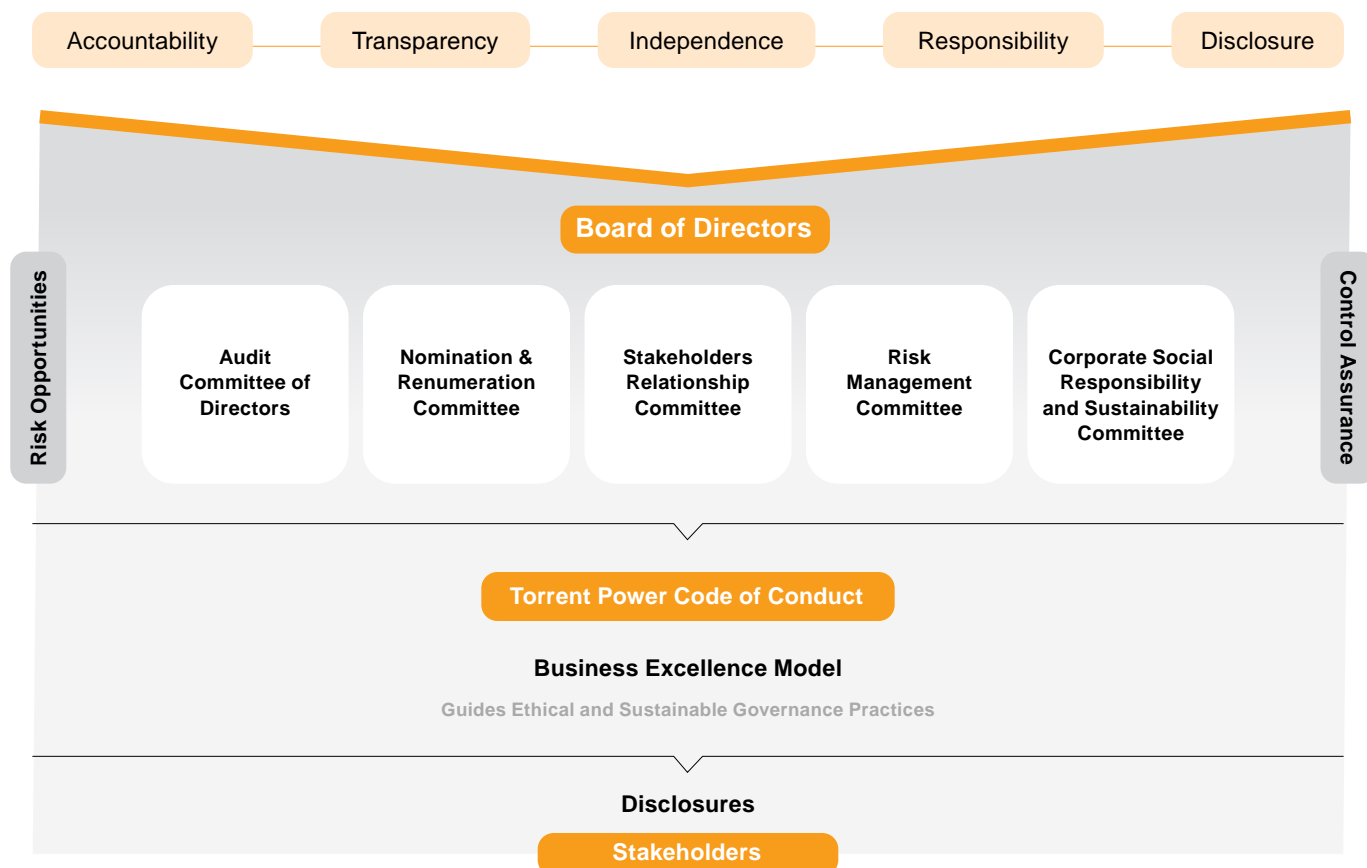 Accountability
Transparency
Independence
Responsibility
Disclosure
Board of Directors
Risk Opportunities
Audit
Committee of
Directors
Nomination &
Renumeration
Committee
Stakeholders
Relationship
Committee
Risk
Management
Committee
Corporate Social
Responsibility
and Sustainability
Committee
Control Assurance
Torrent Power Code of Conduct
Business Excellence Model
Guides Ethical and Sustainable Governance Practices
Disclosures
Stakeholders